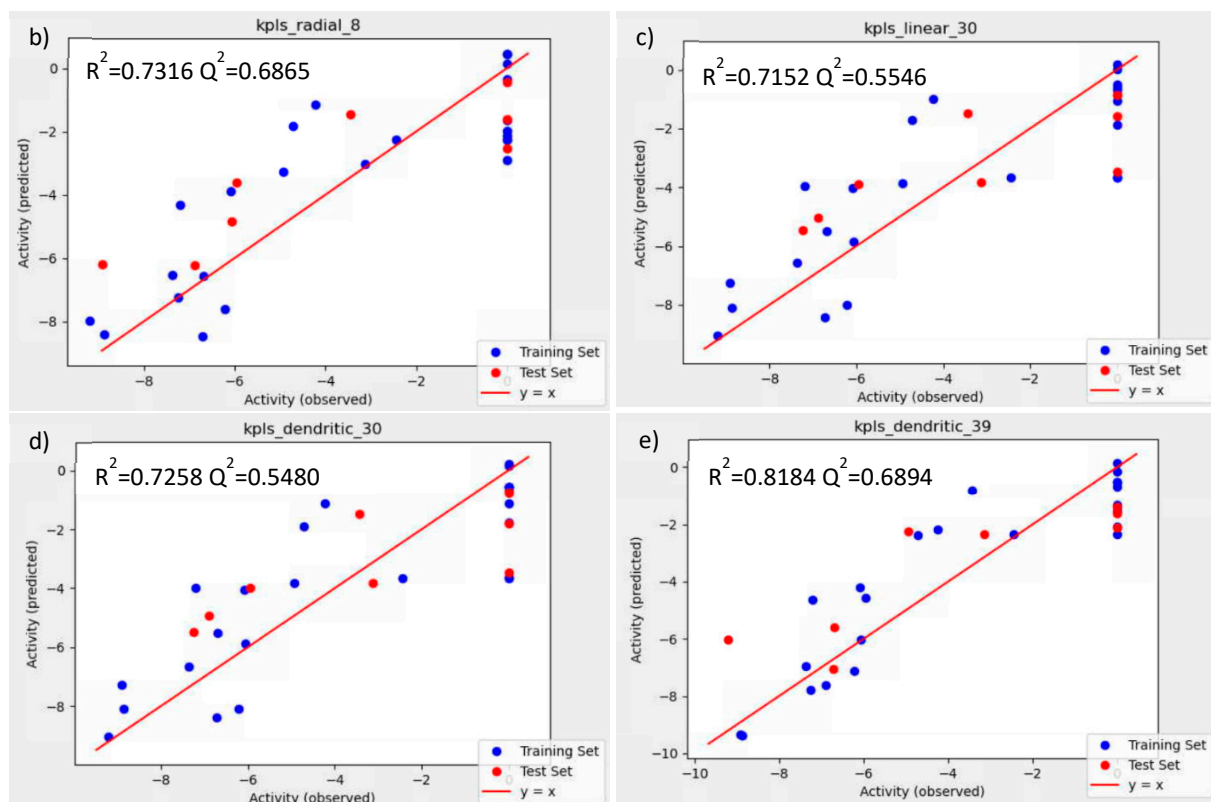 b)
kpls_radial_8
R²=0.7316 Q²=0.6865
0
−2
−4
−6
−8
Activity (predicted)
−8
−6
−4
−2
0
Activity (observed)
Training Set
Test Set
y = x
c)
kpls_linear_30
R²=0.7152 Q²=0.5546
0
−2
−4
−6
−8
Activity (predicted)
−8
−6
−4
−2
0
Activity (observed)
Training Set
Test Set
y = x
d)
kpls_dendritic_30
R²=0.7258 Q²=0.5480
0
−2
−4
−6
−8
Activity (predicted)
−8
−6
−4
−2
0
Activity (observed)
Training Set
Test Set
y = x
e)
kpls_dendritic_39
R²=0.8184 Q²=0.6894
0
−2
−4
−6
−8
−10
Activity (predicted)
−10
−8
−6
−4
−2
0
Activity (observed)
Training Set
Test Set
y = x